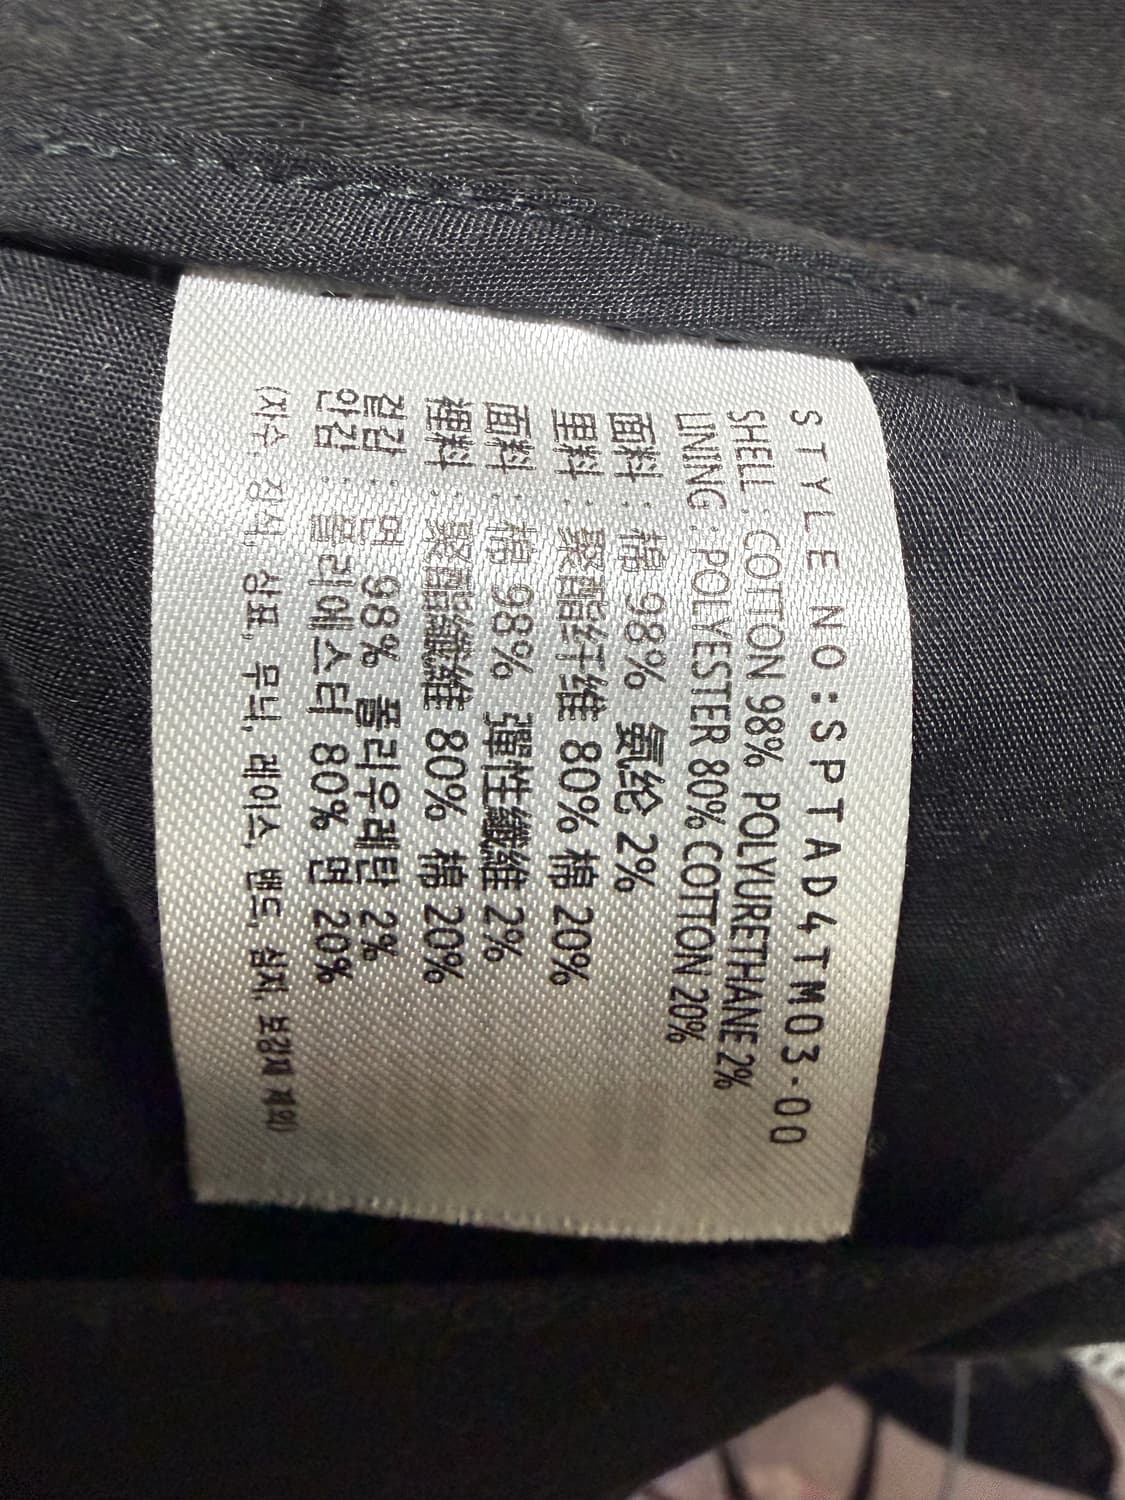 STYLE NO:SPTAD4TM03-00
SHELL: COTTON 98% POLYURETHANE 2%
LINING: POLYESTER 80% COTTON 20%
面料: 棉 98% 氨纶 2%
里料: 聚酯纤维 80% 棉 20%
面料: 棉 98% 彈性纖維 2%
裡料: 聚酯纖維 80% 棉 20%
겉감: 면 98% 폴리우레탄 2%
안감: 폴리에스터 80% 면 20%
(자수, 장식, 상표, 무늬, 레이스, 밴드, 심지, 보강재 제외)